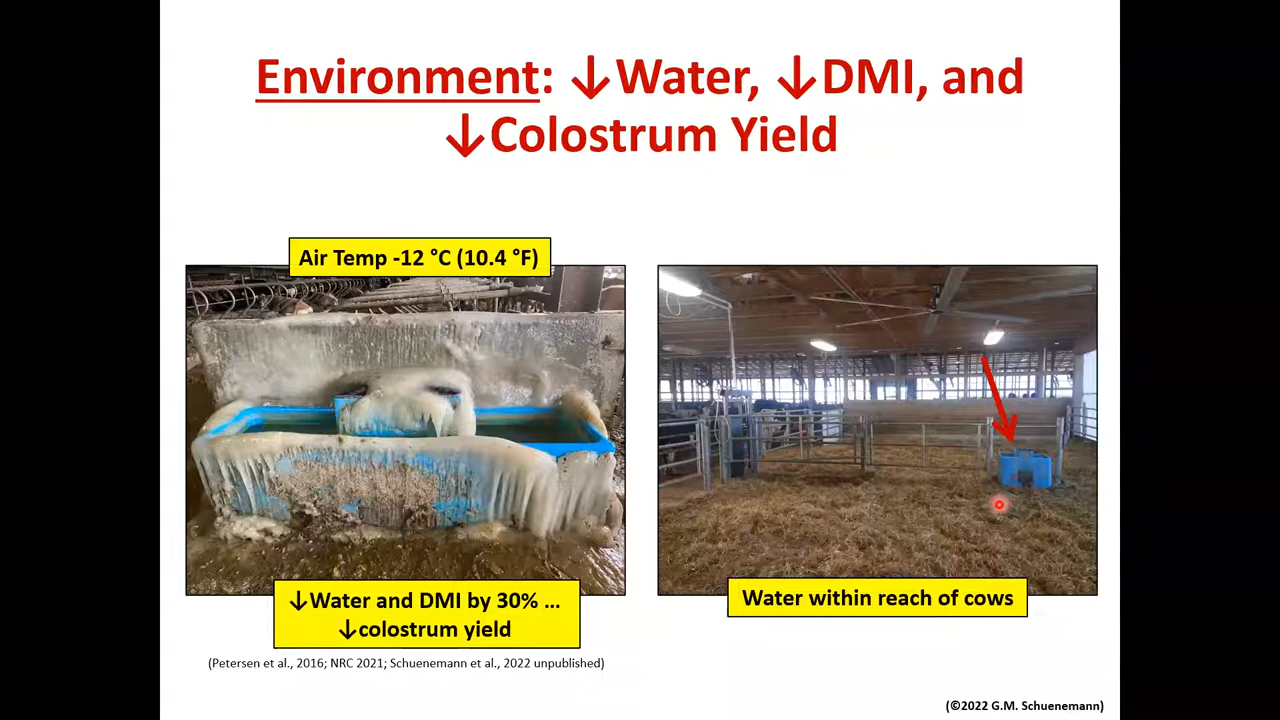 Environment: ↓Water, ↓DMI, and
↓Colostrum Yield
Air Temp -12 °C (10.4 °F)
↓Water and DMI by 30% ...
↓colostrum yield
(Petersen et al., 2016; NRC 2021; Schuenemann et al., 2022 unpublished)
Water within reach of cows
(©2022 G.M. Schuenemann)